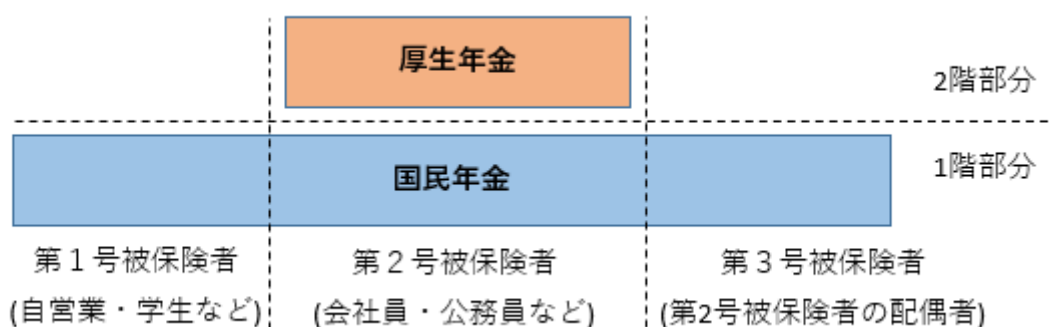 厚生年金
2階部分
国民年金
1階部分
第１号被保険者
第２号被保険者
第３号被保険者
(自営業・学生など)
(会社員・公務員など)
(第2号被保険者の配偶者)